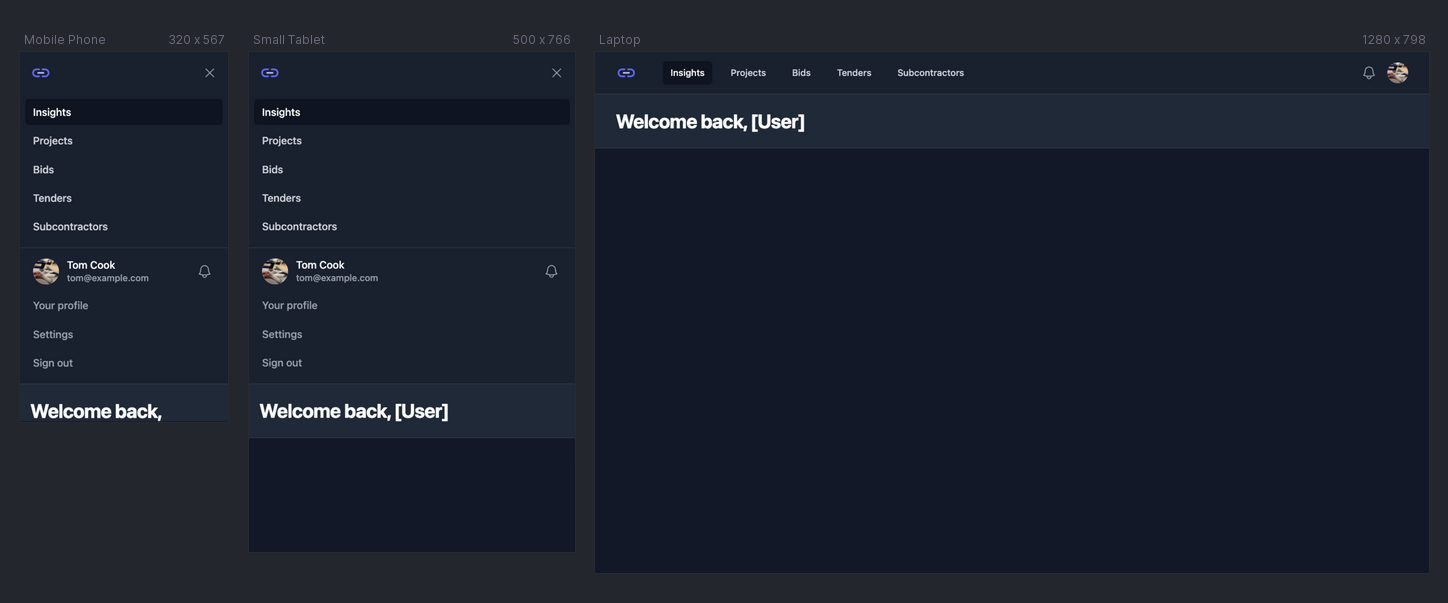 Mobile Phone 320 x 567
Insights
Projects
Bids
Tenders
Subcontractors
Tom Cook
tom@example.com
Your profile
Settings
Sign out
Welcome back,
Small Tablet 500 x 766
Insights
Projects
Bids
Tenders
Subcontractors
Tom Cook
tom@example.com
Your profile
Settings
Sign out
Welcome back, [User]
Laptop 1280 x 798
Insights Projects Bids Tenders Subcontractors
Welcome back, [User]